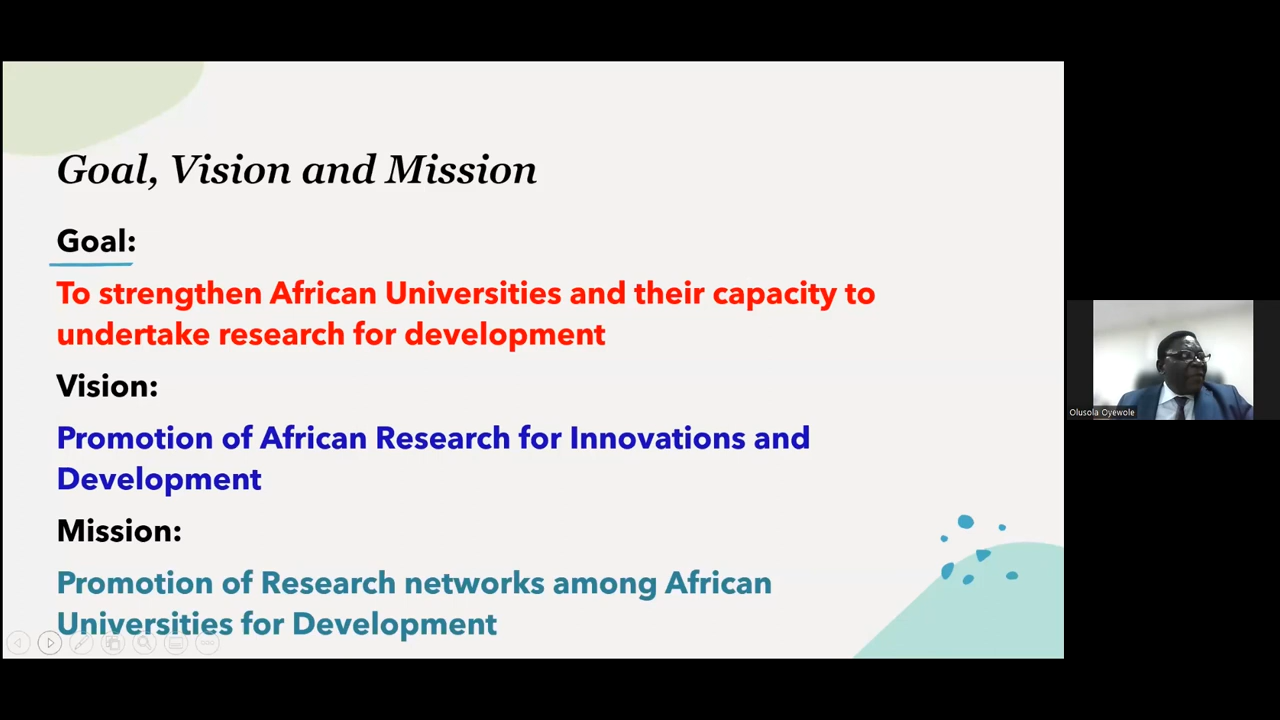 Goal, Vision and Mission
Goal:
To strengthen African Universities and their capacity to
undertake research for development
Vision:
Promotion of African Research for Innovations and
Development
Mission:
Promotion of Research networks among African
Universities for Development
Olusola Oyewole